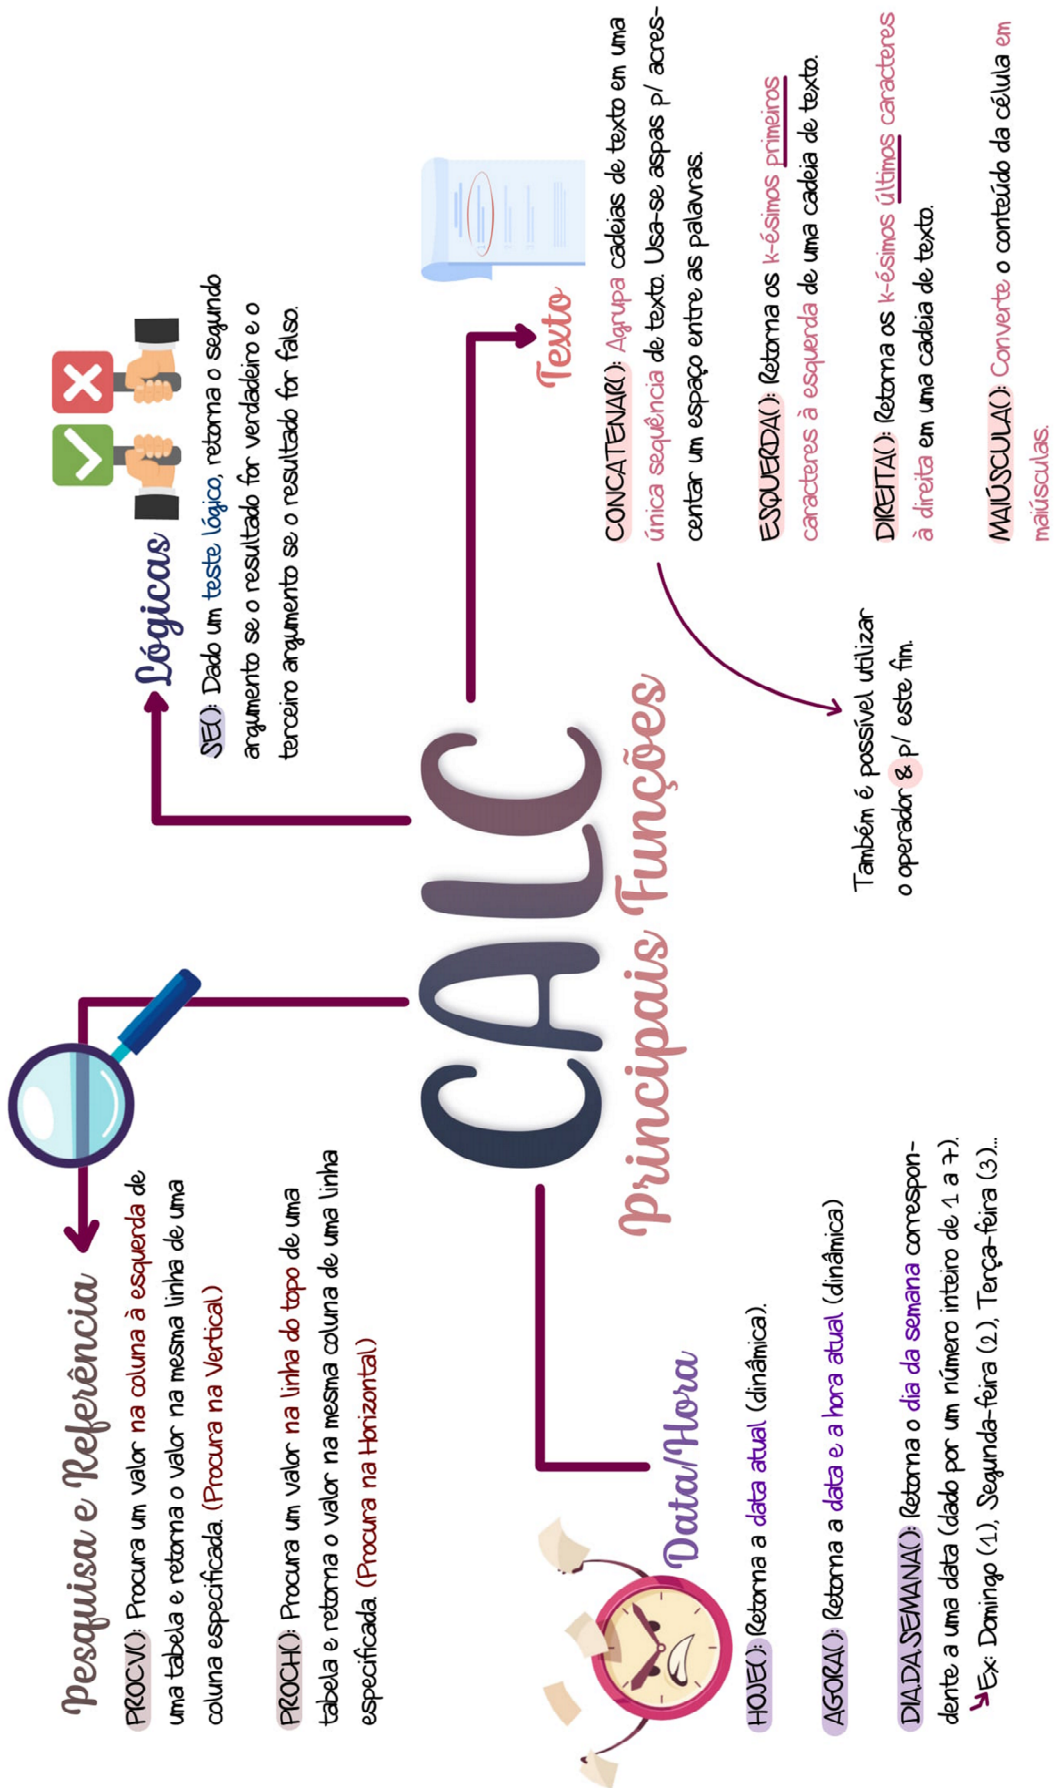 CALC
Principais Funções
Pesquisa e Referência
PROCV(): Procura um valor na coluna à esquerda de
uma tabela e retorna o valor na mesma linha de uma
coluna especificada. (Procura na Vertical)
PROCH(): Procura um valor na linha do topo de uma
tabela e retorna o valor na mesma coluna de uma linha
especificada. (Procura na Horizontal)
Lógicas
SE(): Dado um teste lógico, retorna o segundo
argumento se o resultado for verdadeiro e o
terceiro argumento se o resultado for falso.
Data/Hora
HOJE(): Retorna a data atual (dinâmica).
AGORA(): Retorna a data e a hora atual (dinâmica)
DIA.DA.SEMANA(): Retorna o dia da semana correspon-
dente a uma data (dado por um número inteiro de 1 a 7).
Ex: Domingo (1), Segunda-feira (2), Terça-feira (3)...
Texto
CONCATENAR(): Agrupa cadeias de texto em uma
única sequência de texto. Usa-se aspas p/ acres-
centar um espaço entre as palavras.
ESQUERDA(): Retorna os k-ésimos primeiros
caracteres à esquerda de uma cadeia de texto.
DIREITA(): Retorna os k-ésimos últimos caracteres
à direita em uma cadeia de texto.
MAIÚSCULA(): Converte o conteúdo da célula em
maiúsculas.
Também é possível utilizar
o operador & p/ este fim.